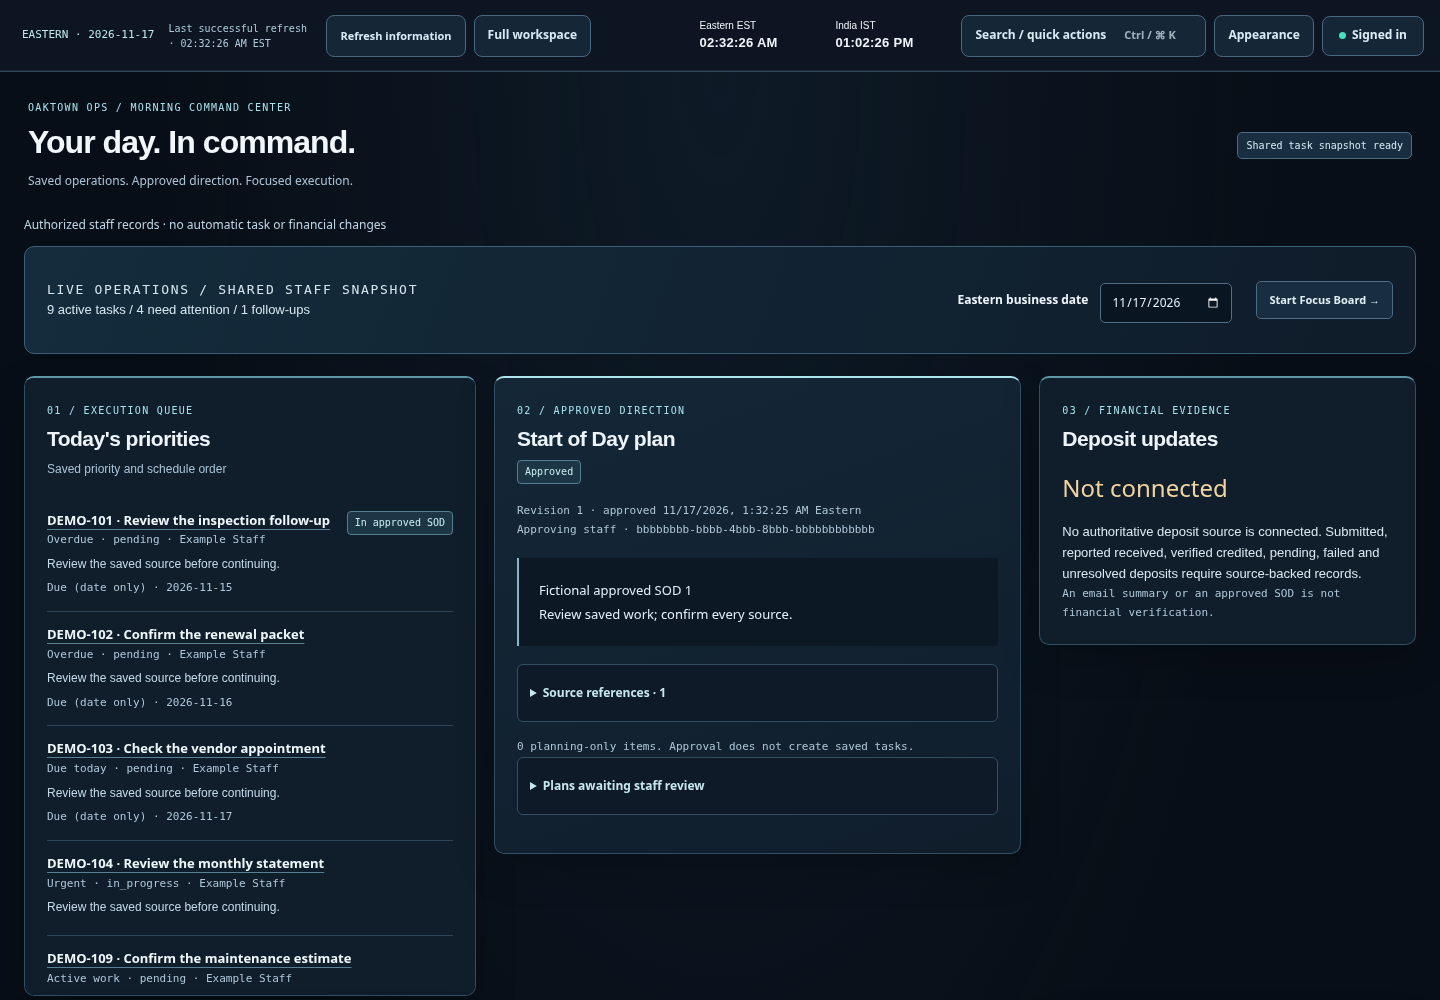 EASTERN · 2026-11-17
Last successful refresh
· 02:32:26 AM EST
Refresh information
Full workspace
Eastern EST
02:32:26 AM
India IST
01:02:26 PM
Search / quick actions Ctrl / ⌘ K
Appearance
Signed in
OAKTOWN OPS / MORNING COMMAND CENTER
Your day. In command.
Saved operations. Approved direction. Focused execution.
Shared task snapshot ready
Authorized staff records · no automatic task or financial changes
LIVE OPERATIONS / SHARED STAFF SNAPSHOT
9 active tasks / 4 need attention / 1 follow-ups
Eastern business date
11/17/2026
Start Focus Board →
01 / EXECUTION QUEUE
Today's priorities
Saved priority and schedule order
DEMO-101 · Review the inspection follow-up
In approved SOD
Overdue · pending · Example Staff
Review the saved source before continuing.
Due (date only) · 2026-11-15
DEMO-102 · Confirm the renewal packet
Overdue · pending · Example Staff
Review the saved source before continuing.
Due (date only) · 2026-11-16
DEMO-103 · Check the vendor appointment
Due today · pending · Example Staff
Review the saved source before continuing.
Due (date only) · 2026-11-17
DEMO-104 · Review the monthly statement
Urgent · in_progress · Example Staff
Review the saved source before continuing.
DEMO-109 · Confirm the maintenance estimate
Active work · pending · Example Staff
02 / APPROVED DIRECTION
Start of Day plan
Approved
Revision 1 · approved 11/17/2026, 1:32:25 AM Eastern
Approving staff · bbbbbbbb-bbbb-4bbb-8bbb-bbbbbbbbbbbb
Fictional approved SOD 1
Review saved work; confirm every source.
Source references · 1
0 planning-only items. Approval does not create saved tasks.
Plans awaiting staff review
03 / FINANCIAL EVIDENCE
Deposit updates
Not connected
No authoritative deposit source is connected. Submitted,
reported received, verified credited, pending, failed and
unresolved deposits require source-backed records.
An email summary or an approved SOD is not
financial verification.